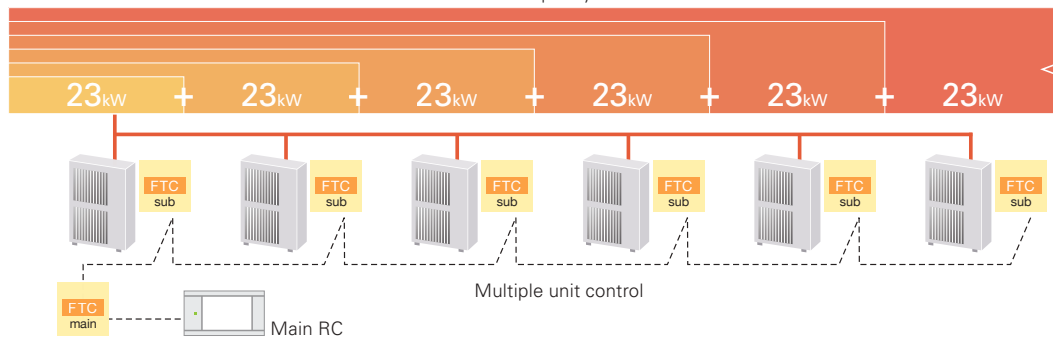 23kW + 23kW + 23kW + 23kW + 23kW + 23kW
FTC FTC FTC FTC FTC FTC
sub sub sub sub sub sub
Multiple unit control
FTC
main
Main RC